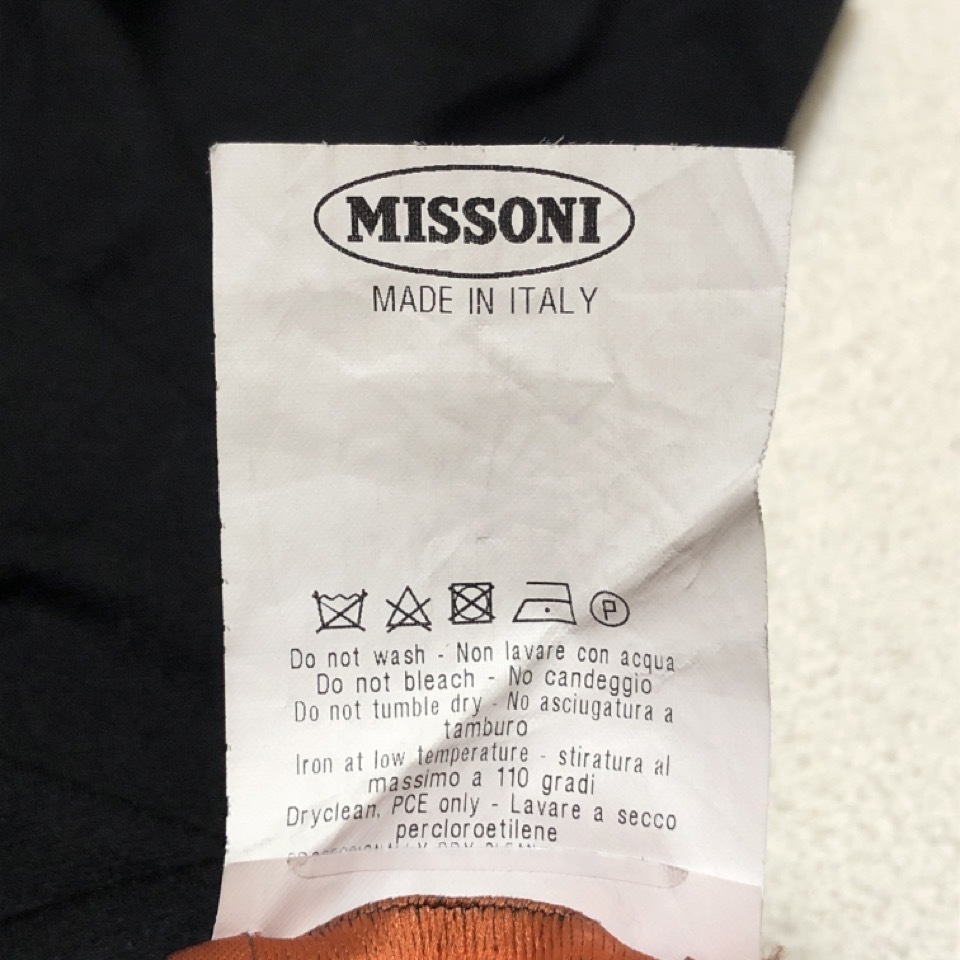 MISSONI
MADE IN ITALY
P
Do not wash - Non lavare con acqua
Do not bleach - No candeggio
Do not tumble dry - No asciugatura a
tamburo
Iron at low temperature - stiratura al
massimo a 110 gradi
Dryclean, PCE only - Lavare a secco
percloroetilene